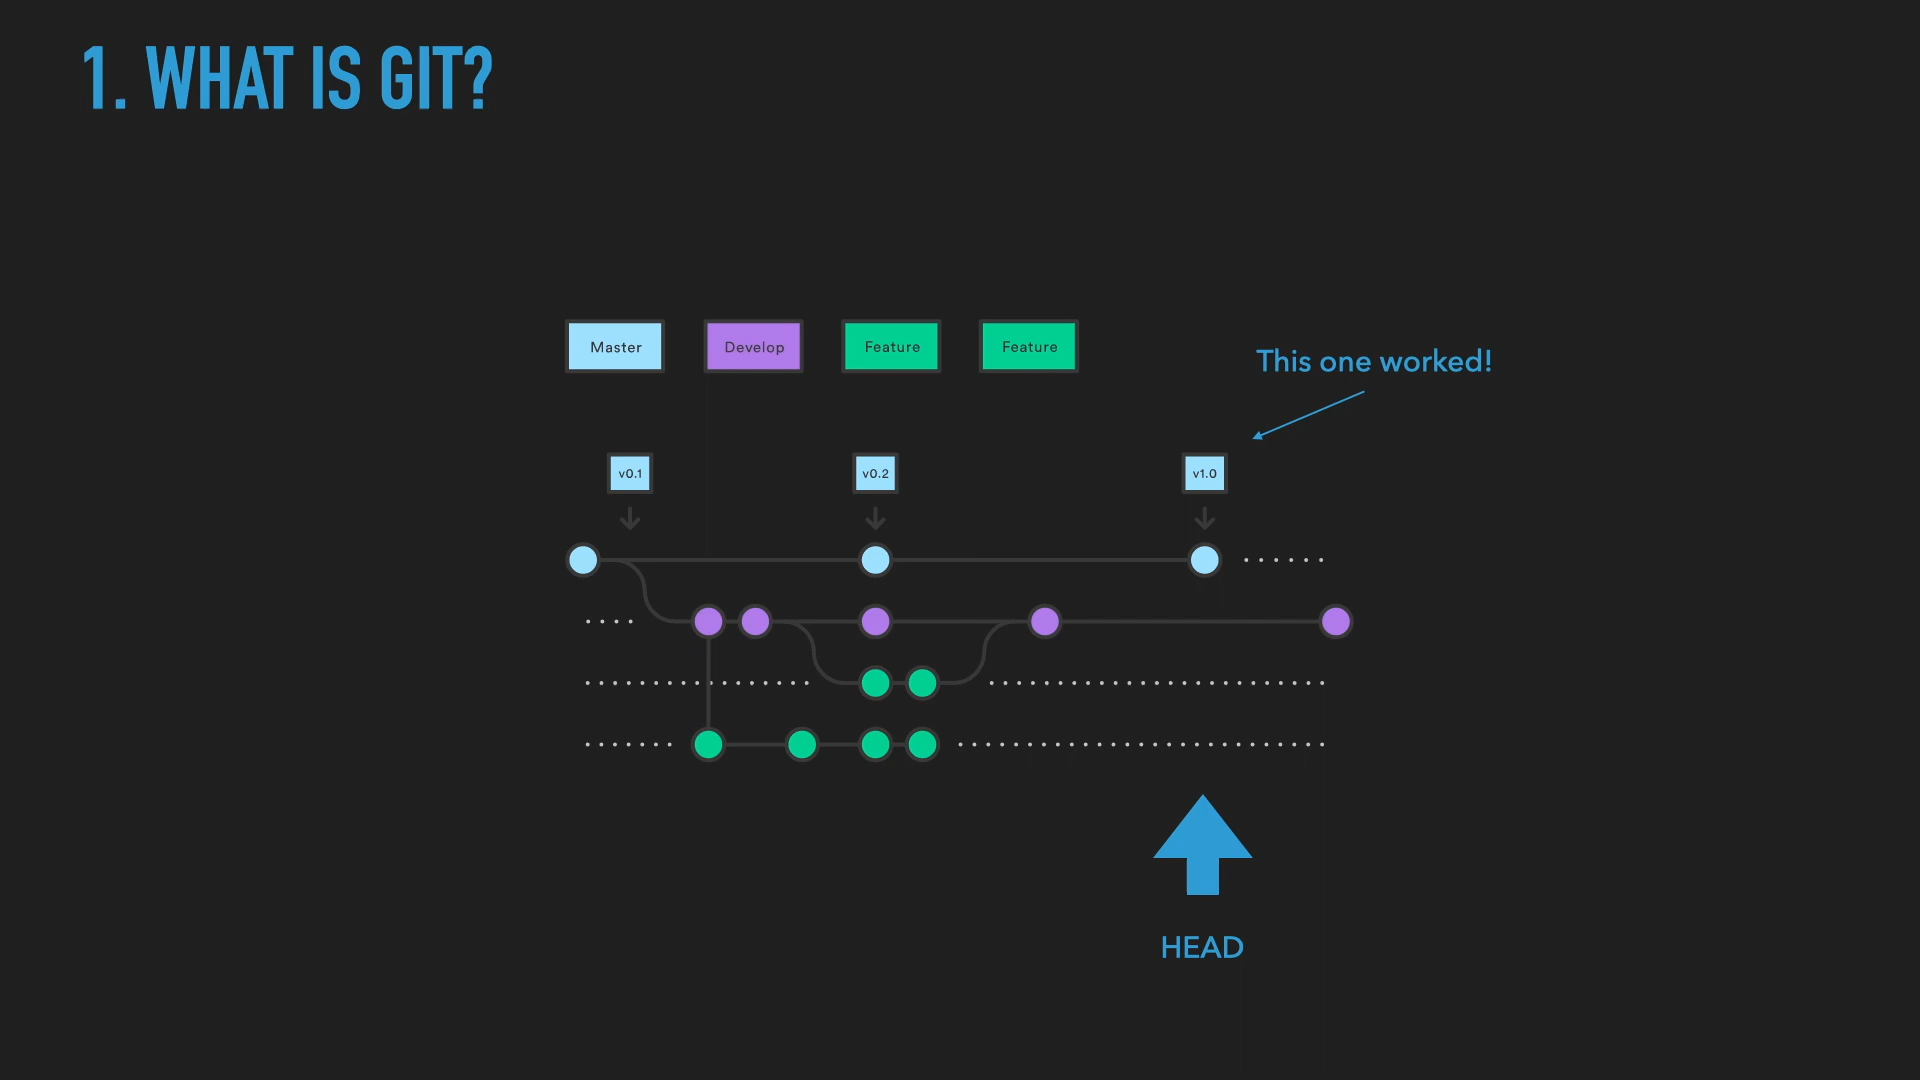 1. WHAT IS GIT?
Master
Develop
Feature
Feature
This one worked!
v0.1
v0.2
v1.0
HEAD